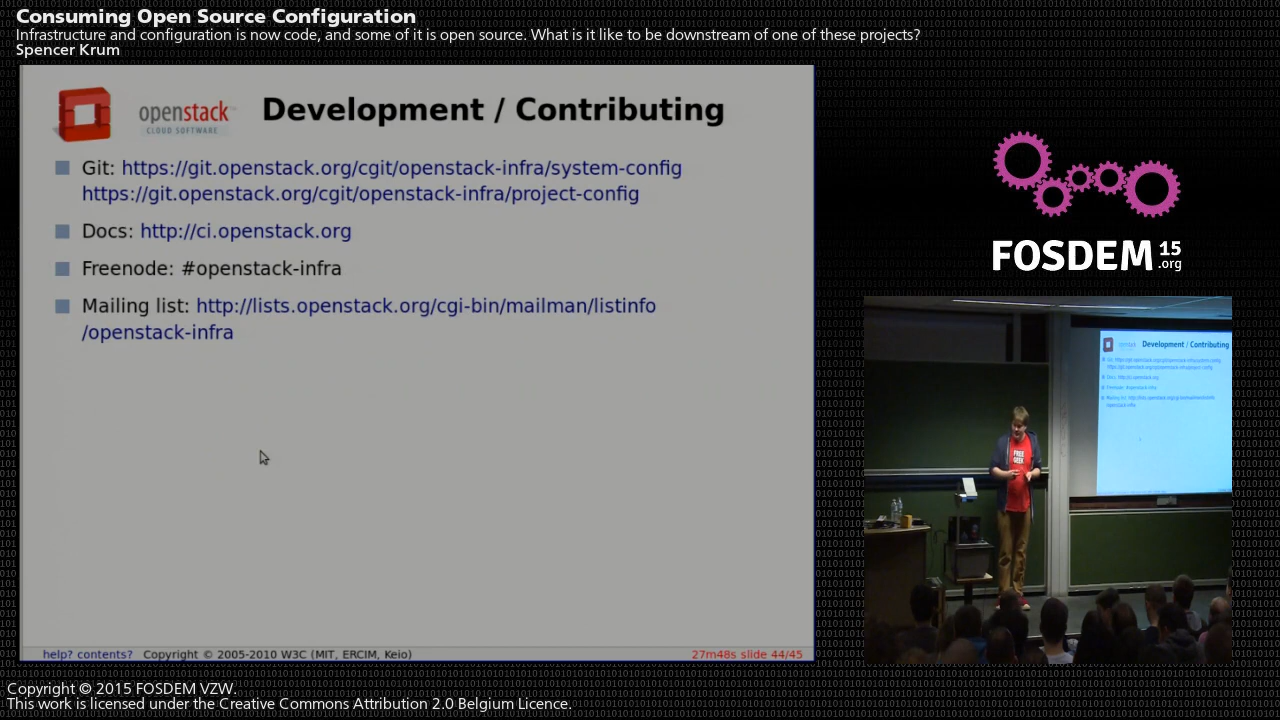 Consuming Open Source Configuration
Infrastructure and configuration is now code, and some of it is open source. What is it like to be downstream of one of these projects?
Spencer Krum
openstack
CLOUD SOFTWARE
Development / Contributing
Git: https://git.openstack.org/cgit/openstack-infra/system-config
https://git.openstack.org/cgit/openstack-infra/project-config
Docs: http://ci.openstack.org
Freenode: #openstack-infra
Mailing list: http://lists.openstack.org/cgi-bin/mailman/listinfo
/openstack-infra
help? contents? Copyright © 2005-2010 W3C (MIT, ERCIM, Keio)
27m48s slide 44/45
FOSDEM 15
.org
Development / Contributing
FREE
GEEK
Copyright © 2015 FOSDEM VZW.
This work is licensed under the Creative Commons Attribution 2.0 Belgium Licence.